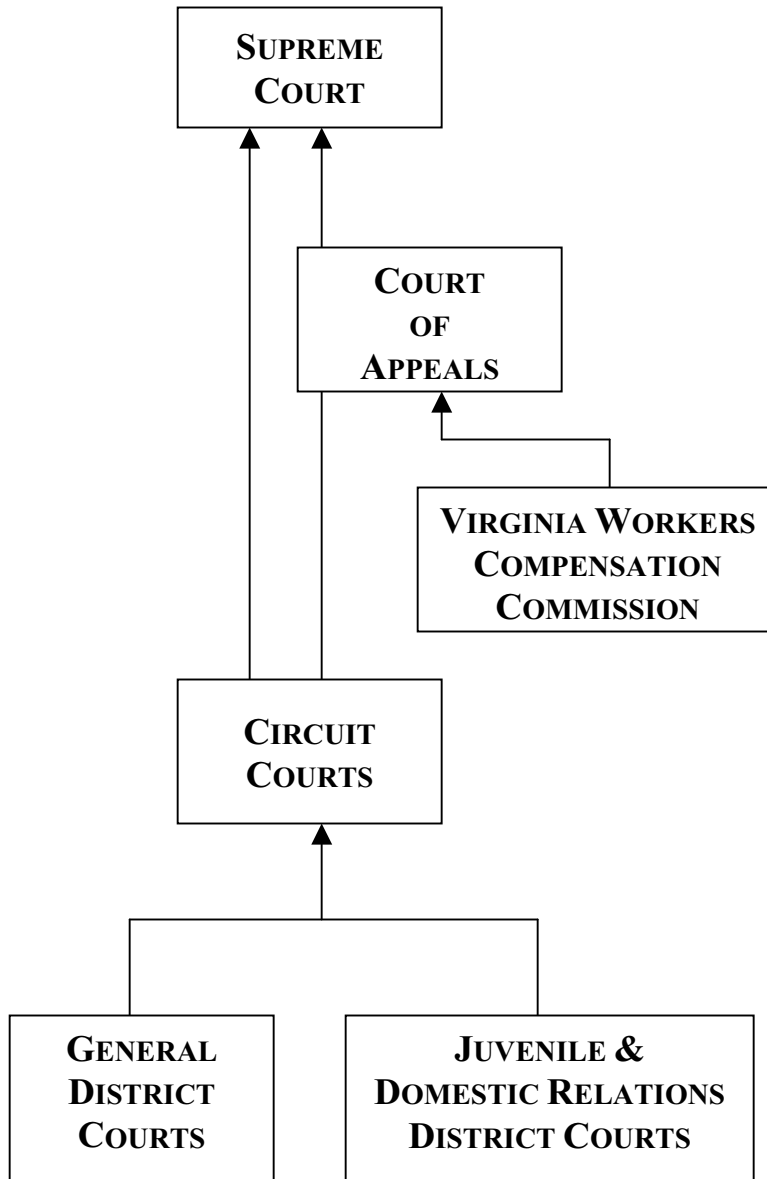 SUPREME
COURT
COURT
OF
APPEALS
VIRGINIA WORKERS
COMPENSATION
COMMISSION
CIRCUIT
COURTS
GENERAL
DISTRICT
COURTS
JUVENILE &
DOMESTIC RELATIONS
DISTRICT COURTS